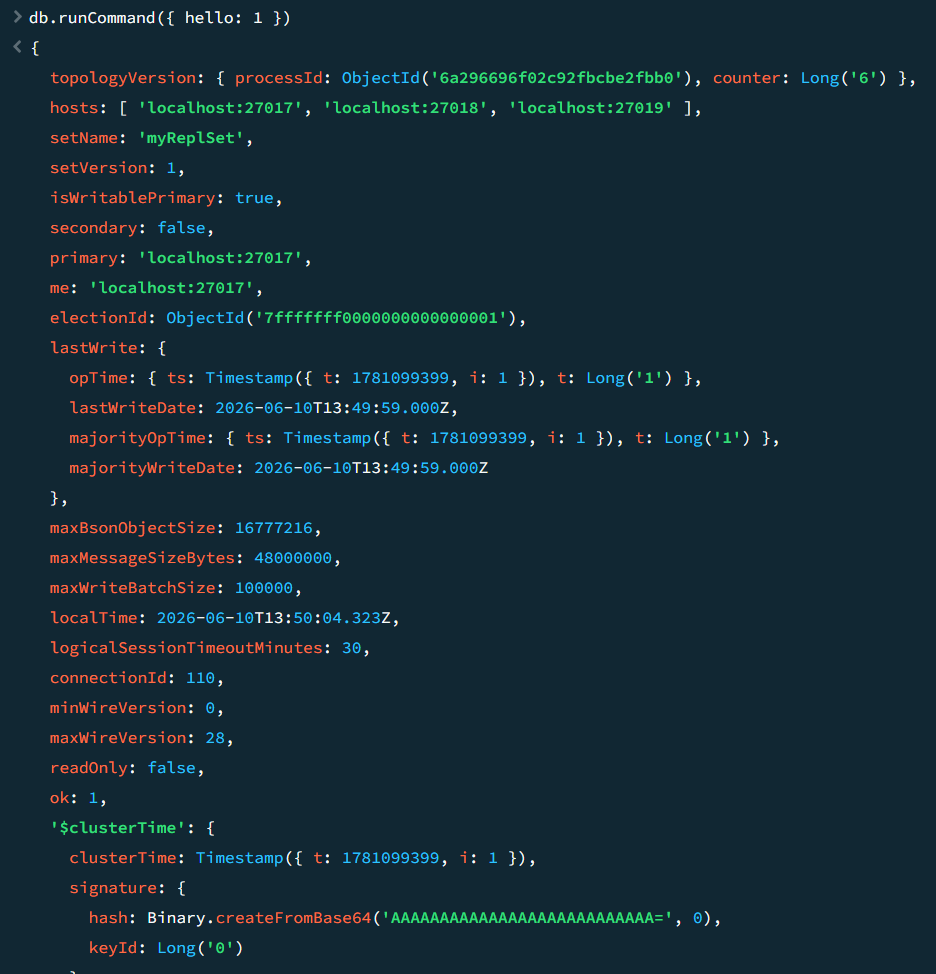 > db.runCommand({ hello: 1 })
< {
topologyVersion: { processId: ObjectId('6a296696f02c92fbcbe2fbb0'), counter: Long('6') },
hosts: [ 'localhost:27017', 'localhost:27018', 'localhost:27019' ],
setName: 'myReplSet',
setVersion: 1,
isWritablePrimary: true,
secondary: false,
primary: 'localhost:27017',
me: 'localhost:27017',
electionId: ObjectId('7fffffff0000000000000001'),
lastWrite: {
opTime: { ts: Timestamp({ t: 1781099399, i: 1 }), t: Long('1') },
lastWriteDate: 2026-06-10T13:49:59.000Z,
majorityOpTime: { ts: Timestamp({ t: 1781099399, i: 1 }), t: Long('1') },
majorityWriteDate: 2026-06-10T13:49:59.000Z
},
maxBsonObjectSize: 16777216,
maxMessageSizeBytes: 48000000,
maxWriteBatchSize: 100000,
localTime: 2026-06-10T13:50:04.323Z,
logicalSessionTimeoutMinutes: 30,
connectionId: 110,
minWireVersion: 0,
maxWireVersion: 28,
readOnly: false,
ok: 1,
'$clusterTime': {
clusterTime: Timestamp({ t: 1781099399, i: 1 }),
signature: {
hash: Binary.createFromBase64('AAAAAAAAAAAAAAAAAAAAAAAAAAA=', 0),
keyId: Long('0')
}